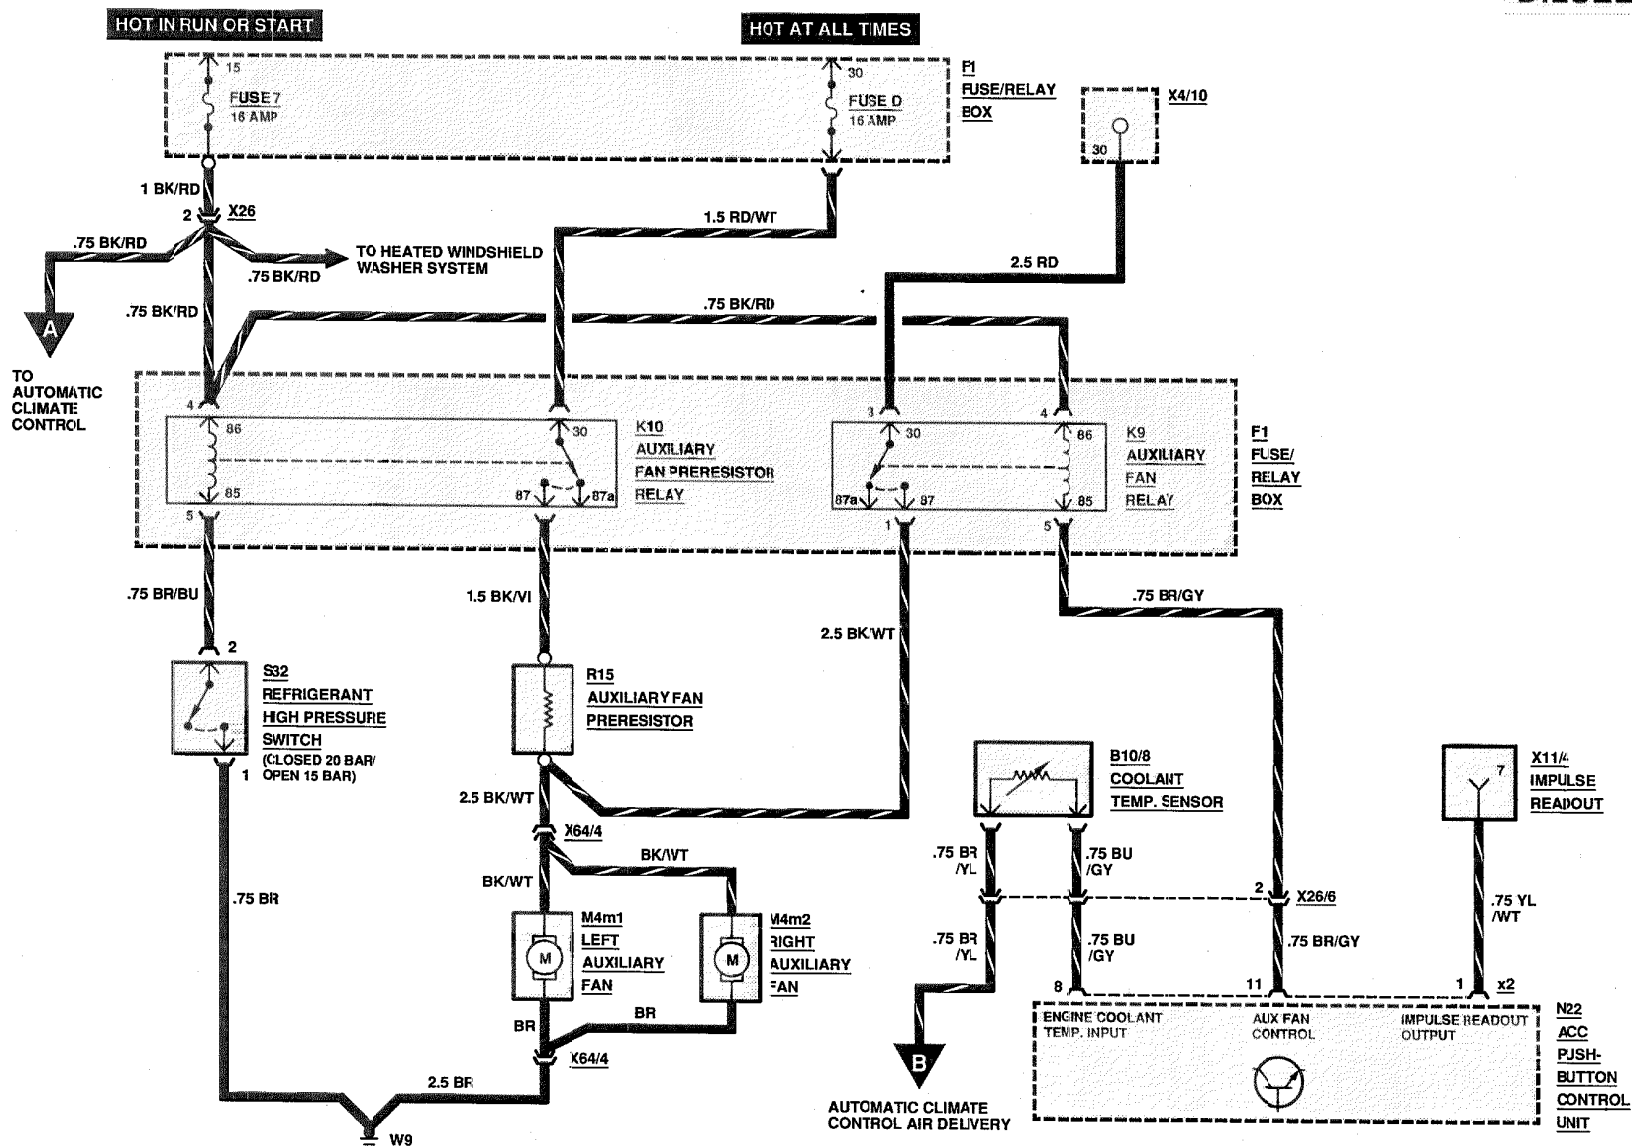 HOT IN RUN OR START
HOT AT ALL TIMES
15
FUSE 7
16 AMP
30
FUSE D
16 AMP
F1
FUSE/RELAY
BOX
X4/10
30
1 BK/RD
2
X26
.75 BK/RD
TO HEATED WINDSHIELD
WASHER SYSTEM
.75 BK/RD
1.5 RD/WT
2.5 RD
.75 BK/RD
.75 BK/RD
A
TO
AUTOMATIC
CLIMATE
CONTROL
4
86
85
5
30
87
87a
K10
AUXILIARY
FAN PRERESISTOR
RELAY
3
30
87a
87
1
4
86
85
5
K9
AUXILIARY
FAN
RELAY
F1
FUSE/
RELAY
BOX
.75 BR/BU
1.5 BK/VI
2.5 BK/WT
.75 BR/GY
2
S32
REFRIGERANT
HIGH PRESSURE
SWITCH
(CLOSED 20 BAR/
OPEN 15 BAR)
1
R15
AUXILIARY FAN
PRERESISTOR
2.5 BK/WT
X64/4
BK/WT
BK/WT
.75 BR
M4m1
LEFT
AUXILIARY
FAN
M
M4m2
RIGHT
AUXILIARY
FAN
M
BR
BR
X64/4
2.5 BR
W9
B10/8
COOLANT
TEMP. SENSOR
X11/4
IMPULSE
READOUT
7
.75 BR
/YL
.75 BU
/GY
2
X26/6
.75 YL
/WT
.75 BR
/YL
.75 BU
/GY
.75 BR/GY
8
11
1
x2
B
AUTOMATIC CLIMATE
CONTROL AIR DELIVERY
ENGINE COOLANT
TEMP. INPUT
AUX FAN
CONTROL
IMPULSE READOUT
OUTPUT
N22
ACC
PUSH-
BUTTON
CONTROL
UNIT